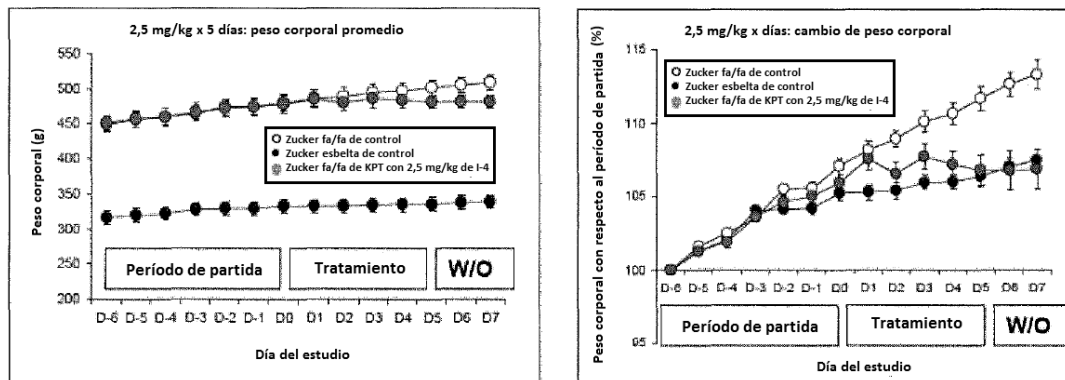 2,5 mg/kg x 5 días: peso corporal promedio
550
500
450
400
350
300
250
200
Peso corporal (g)
Zucker fa/fa de control
Zucker esbelta de control
Zucker fa/fa de KPT con 2,5 mg/kg de I-4
Período de partida
Tratamiento
W/O
D-6 D-5 D-4 D-3 D-2 D-1 D0 D1 D2 D3 D4 D5 D6 D7
Día del estudio
2,5 mg/kg x días: cambio de peso corporal
115
110
105
100
95
Peso corporal con respecto al período de partida (%)
Zucker fa/fa de control
Zucker esbelta de control
Zucker fa/fa de KPT con 2,5 mg/kg de I-4
D-6 D-5 D-4 D-3 D-2 D-1 D0 D1 D2 D3 D4 D5 D6 D7
Período de partida
Tratamiento
W/O
Día del estudio